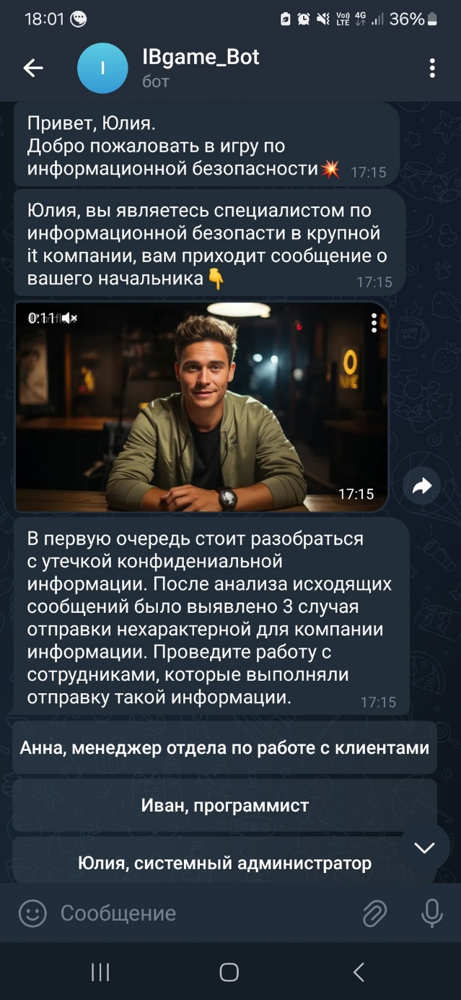 18:01
Vo))
LTE
4G
36%
I
IBgame_Bot
бот
Привет, Юлия.
Добро пожаловать в игру по
информационной безопасности💥 17:15
Юлия, вы являетесь специалистом по
информационной безопасти в крупной
it компании, вам приходит сообщение о
вашего начальника👇 17:15
0:11
17:15
В первую очередь стоит разобраться
с утечкой конфидениальной
информации. После анализа исходящих
сообщений было выявлено 3 случая
отправки нехарактерной для компании
информации. Проведите работу с
сотрудниками, которые выполняли
отправку такой информации. 17:15
Анна, менеджер отдела по работе с клиентами
Иван, программист
Юлия, системный администратор
Сообщение